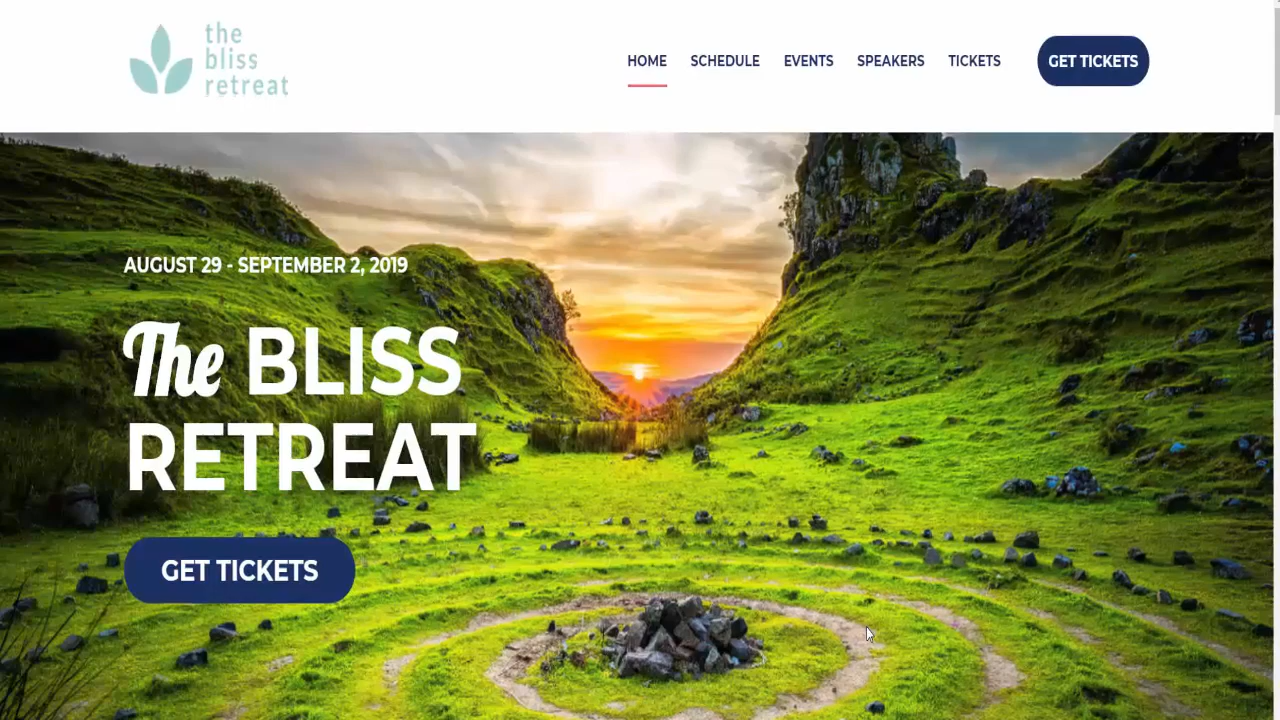 the
bliss
retreat
HOME SCHEDULE EVENTS SPEAKERS TICKETS GET TICKETS
AUGUST 29 - SEPTEMBER 2, 2019
The BLISS
RETREAT
GET TICKETS